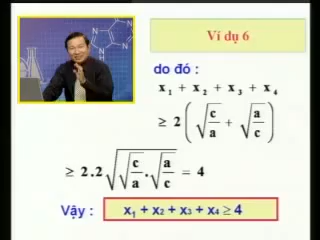 Ví dụ 6
do đó :
x₁ + x₂ + x₃ + x₄
≥ 2 ( √(c/a) + √(a/c) )
≥ 2.2 √( √(c/a) . √(a/c) ) = 4
Vậy : x₁ + x₂ + x₃ + x₄ ≥ 4